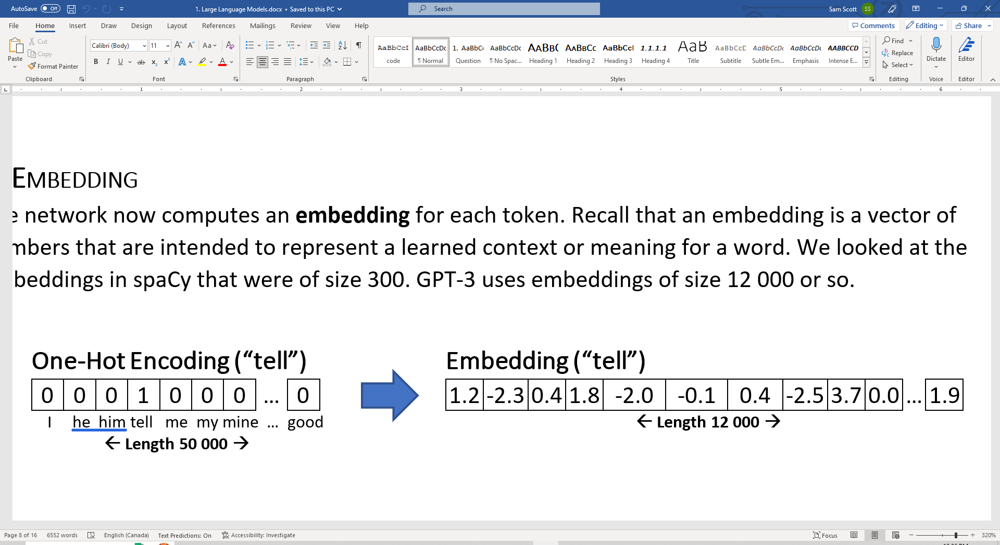 AutoSave Off 1. Large Language Models.docx • Saved to this PC Search Sam Scott SS
File Home Insert Draw Design Layout References Mailings Review View Help Comments Editing Share
Paste Cut Copy Format Painter Clipboard
Calibri (Body) 11 Font
Paragraph
AaBbCcI AaBbCcDc 1. AaBbCc AaBbCcDc AABBC AABBCC AaBbCcI 1.1.1.1 AaB AaBbCcD AaBbCcDc AaBbCcDc AABBCCD
code ¶ Normal Question ¶ No Spac... Heading 1 Heading 2 Heading 3 Heading 4 Title Subtitle Subtle Em... Emphasis Intense E...
Styles
Find Replace Select Editing
Dictate Voice
Editor Editor
1 2 3 4 5 6
EMBEDDING
e network now computes an embedding for each token. Recall that an embedding is a vector of
mbers that are intended to represent a learned context or meaning for a word. We looked at the
beddings in spaCy that were of size 300. GPT-3 uses embeddings of size 12 000 or so.
One-Hot Encoding (“tell”)
0 0 0 1 0 0 0 ... 0
I he him tell me my mine ... good
← Length 50 000 →
Embedding (“tell”)
1.2 -2.3 0.4 1.8 -2.0 -0.1 0.4 -2.5 3.7 0.0 ... 1.9
← Length 12 000 →
Page 8 of 16 6552 words English (Canada) Text Predictions: On Accessibility: Investigate Focus 320%